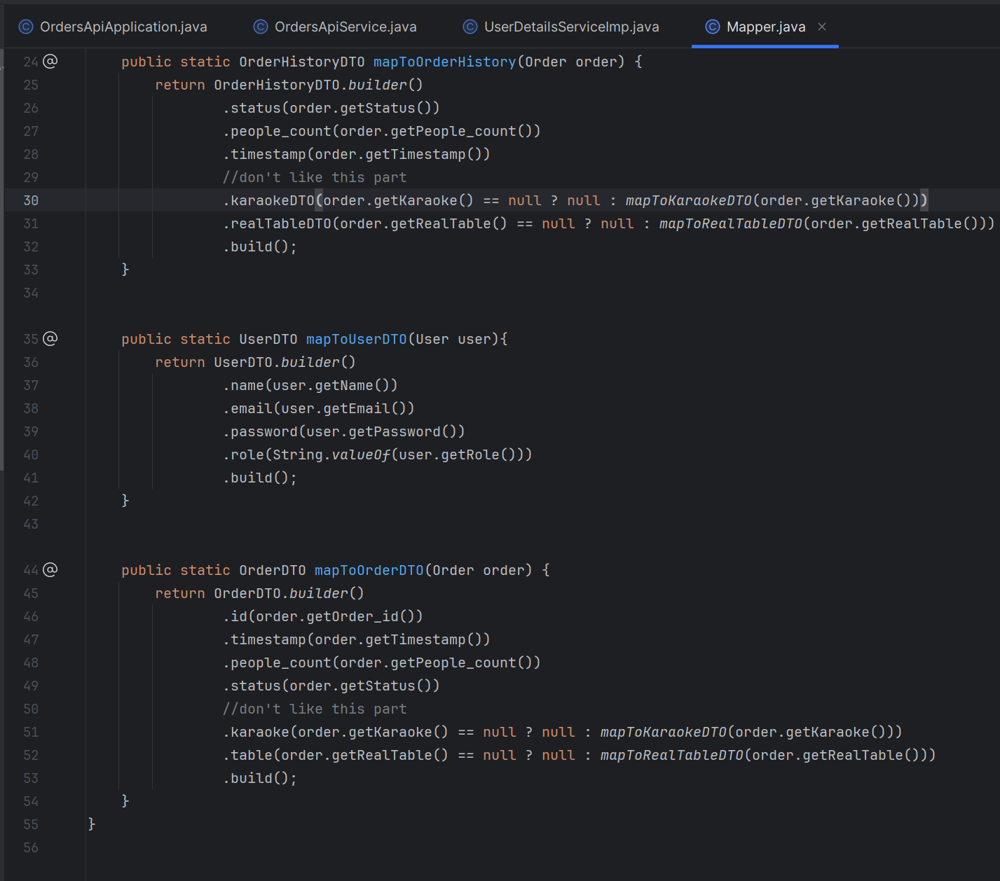 OrdersApiApplication.java OrdersApiService.java UserDetailsServiceImp.java Mapper.java
24 @ public static OrderHistoryDTO mapToOrderHistory(Order order) {
25 return OrderHistoryDTO.builder()
26 .status(order.getStatus())
27 .people_count(order.getPeople_count())
28 .timestamp(order.getTimestamp())
29 //don't like this part
30 .karaokeDTO(order.getKaraoke() == null ? null : mapToKaraokeDTO(order.getKaraoke()))
31 .realTableDTO(order.getRealTable() == null ? null : mapToRealTableDTO(order.getRealTable()))
32 .build();
33 }
34
35 @ public static UserDTO mapToUserDTO(User user){
36 return UserDTO.builder()
37 .name(user.getName())
38 .email(user.getEmail())
39 .password(user.getPassword())
40 .role(String.valueOf(user.getRole()))
41 .build();
42 }
43
44 @ public static OrderDTO mapToOrderDTO(Order order) {
45 return OrderDTO.builder()
46 .id(order.getOrder_id())
47 .timestamp(order.getTimestamp())
48 .people_count(order.getPeople_count())
49 .status(order.getStatus())
50 //don't like this part
51 .karaoke(order.getKaraoke() == null ? null : mapToKaraokeDTO(order.getKaraoke()))
52 .table(order.getRealTable() == null ? null : mapToRealTableDTO(order.getRealTable()))
53 .build();
54 }
55 }
56